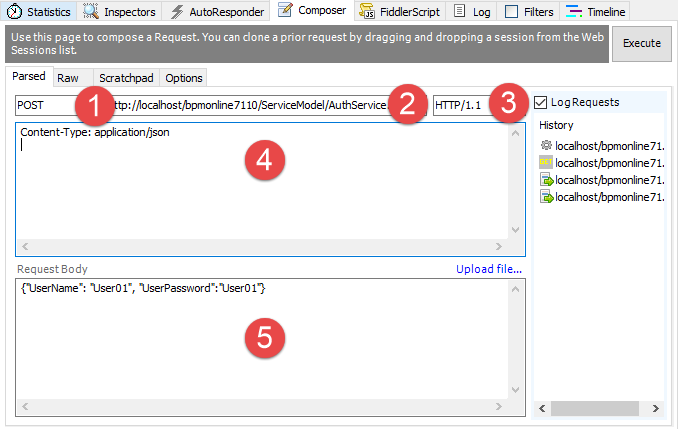 Statistics Inspectors AutoResponder Composer FiddlerScript Log Filters Timeline
Use this page to compose a Request. You can clone a prior request by dragging and dropping a session from the Web
Sessions list.
Execute
Parsed Raw Scratchpad Options
POST 1 http://localhost/bpmonline7110/ServiceModel/AuthService. 2 HTTP/1.1 3
Log Requests
Content-Type: application/json
4
History
localhost/bpmonline71.
localhost/bpmonline71.
localhost/bpmonline71.
localhost/bpmonline71.
Request Body Upload file...
{"UserName": "User01", "UserPassword":"User01"}
5